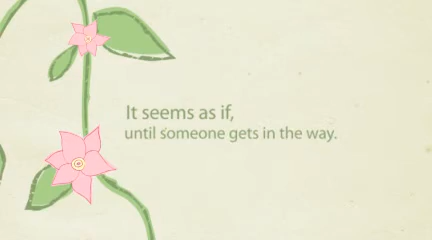 It seems as if,
until someone gets in the way.